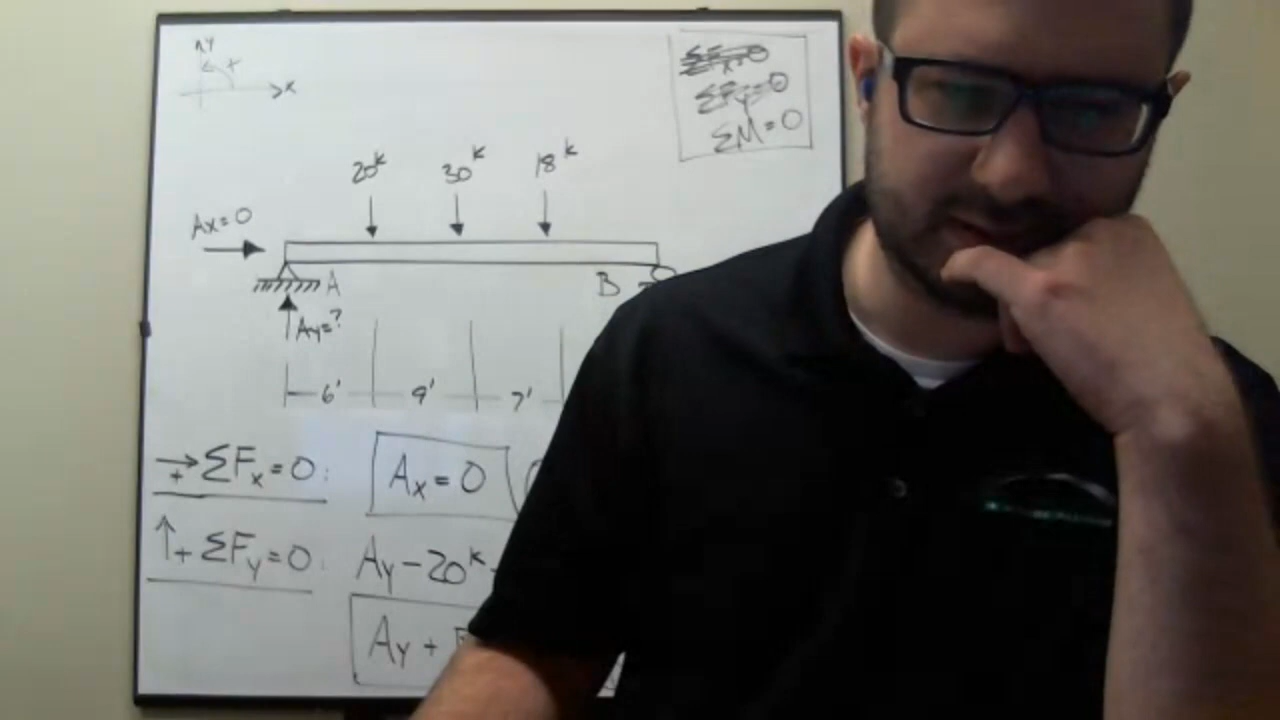 +Y
+
X
ΣFx=0
ΣFy=0
ΣM=0
20ᵏ 30ᵏ 18ᵏ
Ax=0
A B
Ay=?
6' 9' 7'
→+ ΣFx=0: Ax=0
↑+ ΣFy=0: Ay-20ᵏ-
Ay +